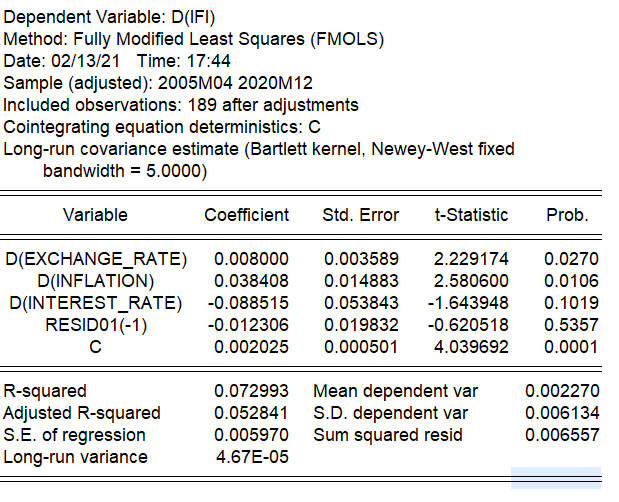 Dependent Variable: D(IFI)
Method: Fully Modified Least Squares (FMOLS)
Date: 02/13/21 Time: 17:44
Sample (adjusted): 2005M04 2020M12
Included observations: 189 after adjustments
Cointegrating equation deterministics: C
Long-run covariance estimate (Bartlett kernel, Newey-West fixed
bandwidth = 5.0000)
Variable Coefficient Std. Error t-Statistic Prob.
D(EXCHANGE_RATE) 0.008000 0.003589 2.229174 0.0270
D(INFLATION) 0.038408 0.014883 2.580600 0.0106
D(INTEREST_RATE) -0.088515 0.053843 -1.643948 0.1019
RESID01(-1) -0.012306 0.019832 -0.620518 0.5357
C 0.002025 0.000501 4.039692 0.0001
R-squared 0.072993 Mean dependent var 0.002270
Adjusted R-squared 0.052841 S.D. dependent var 0.006134
S.E. of regression 0.005970 Sum squared resid 0.006557
Long-run variance 4.67E-05